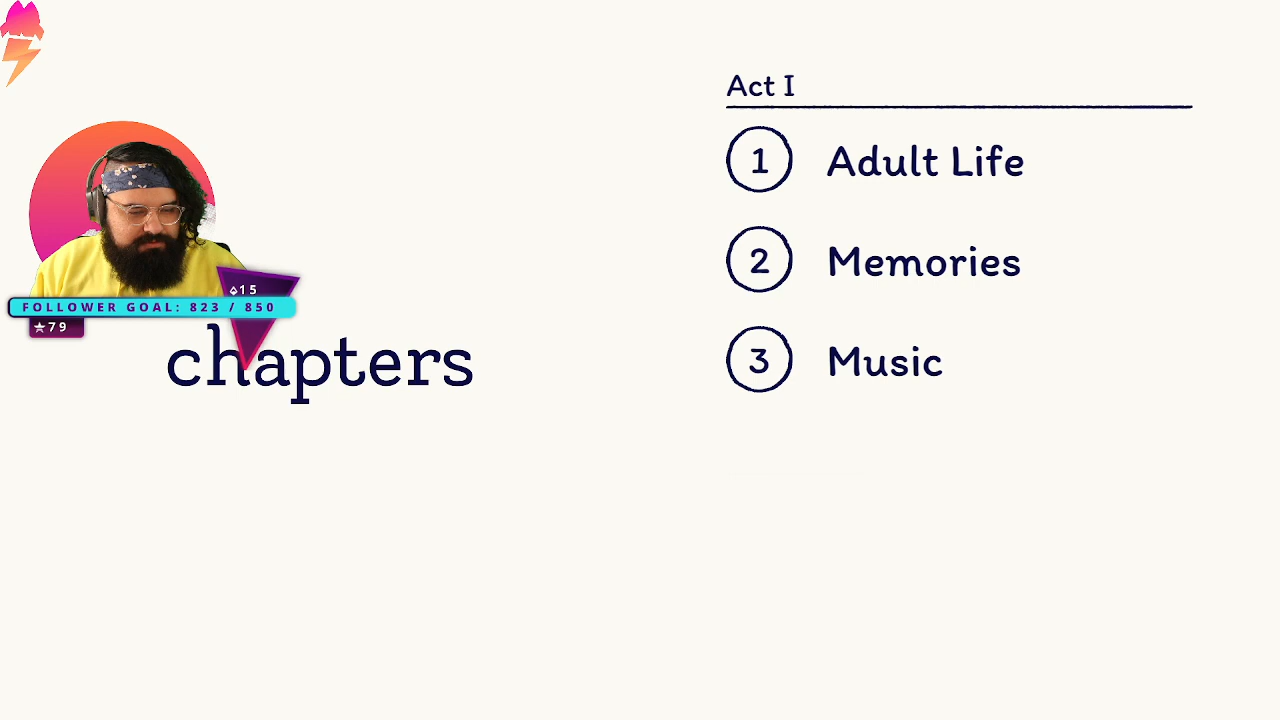 FOLLOWER GOAL: 823 / 850
15
79
chapters
Act I
1 Adult Life
2 Memories
3 Music